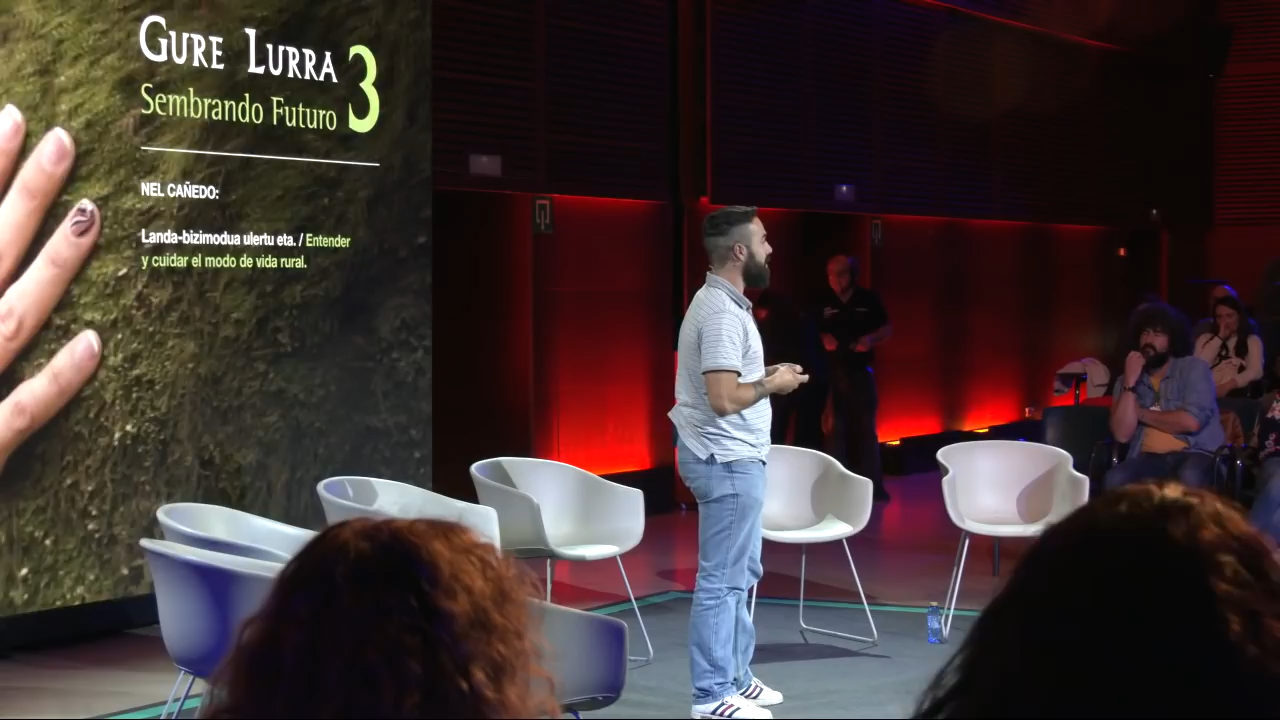 GURE LURRA 3
Sembrando Futuro
NEL CAÑEDO:
Landa-bizimodua ulertu eta. / Entender
y cuidar el modo de vida rural.